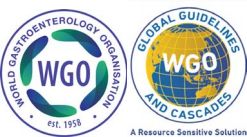 WORLD GASTROENTEROLOGY ORGANISATION
WGO
• est. 1958 •
GLOBAL GUIDELINES
WGO
AND CASCADES
A Resource Sensitive Solution